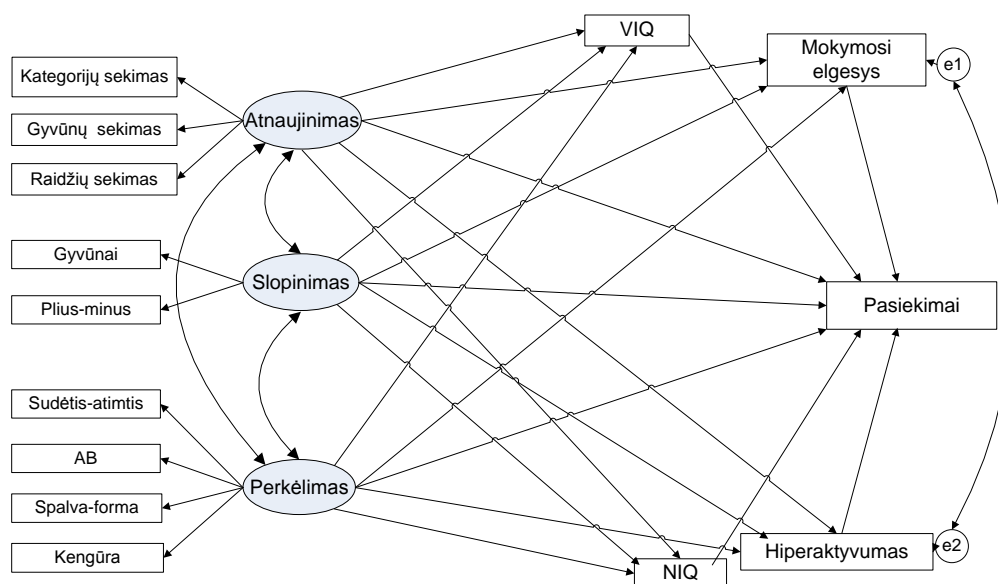 VIQ
Mokymosi
elgesys
e1
Kategorijų sekimas
Gyvūnų sekimas
Raidžių sekimas
Atnaujinimas
Gyvūnai
Plius-minus
Slopinimas
Pasiekimai
Sudėtis-atimtis
AB
Spalva-forma
Kengūra
Perkėlimas
Hiperaktyvumas
e2
NIQ